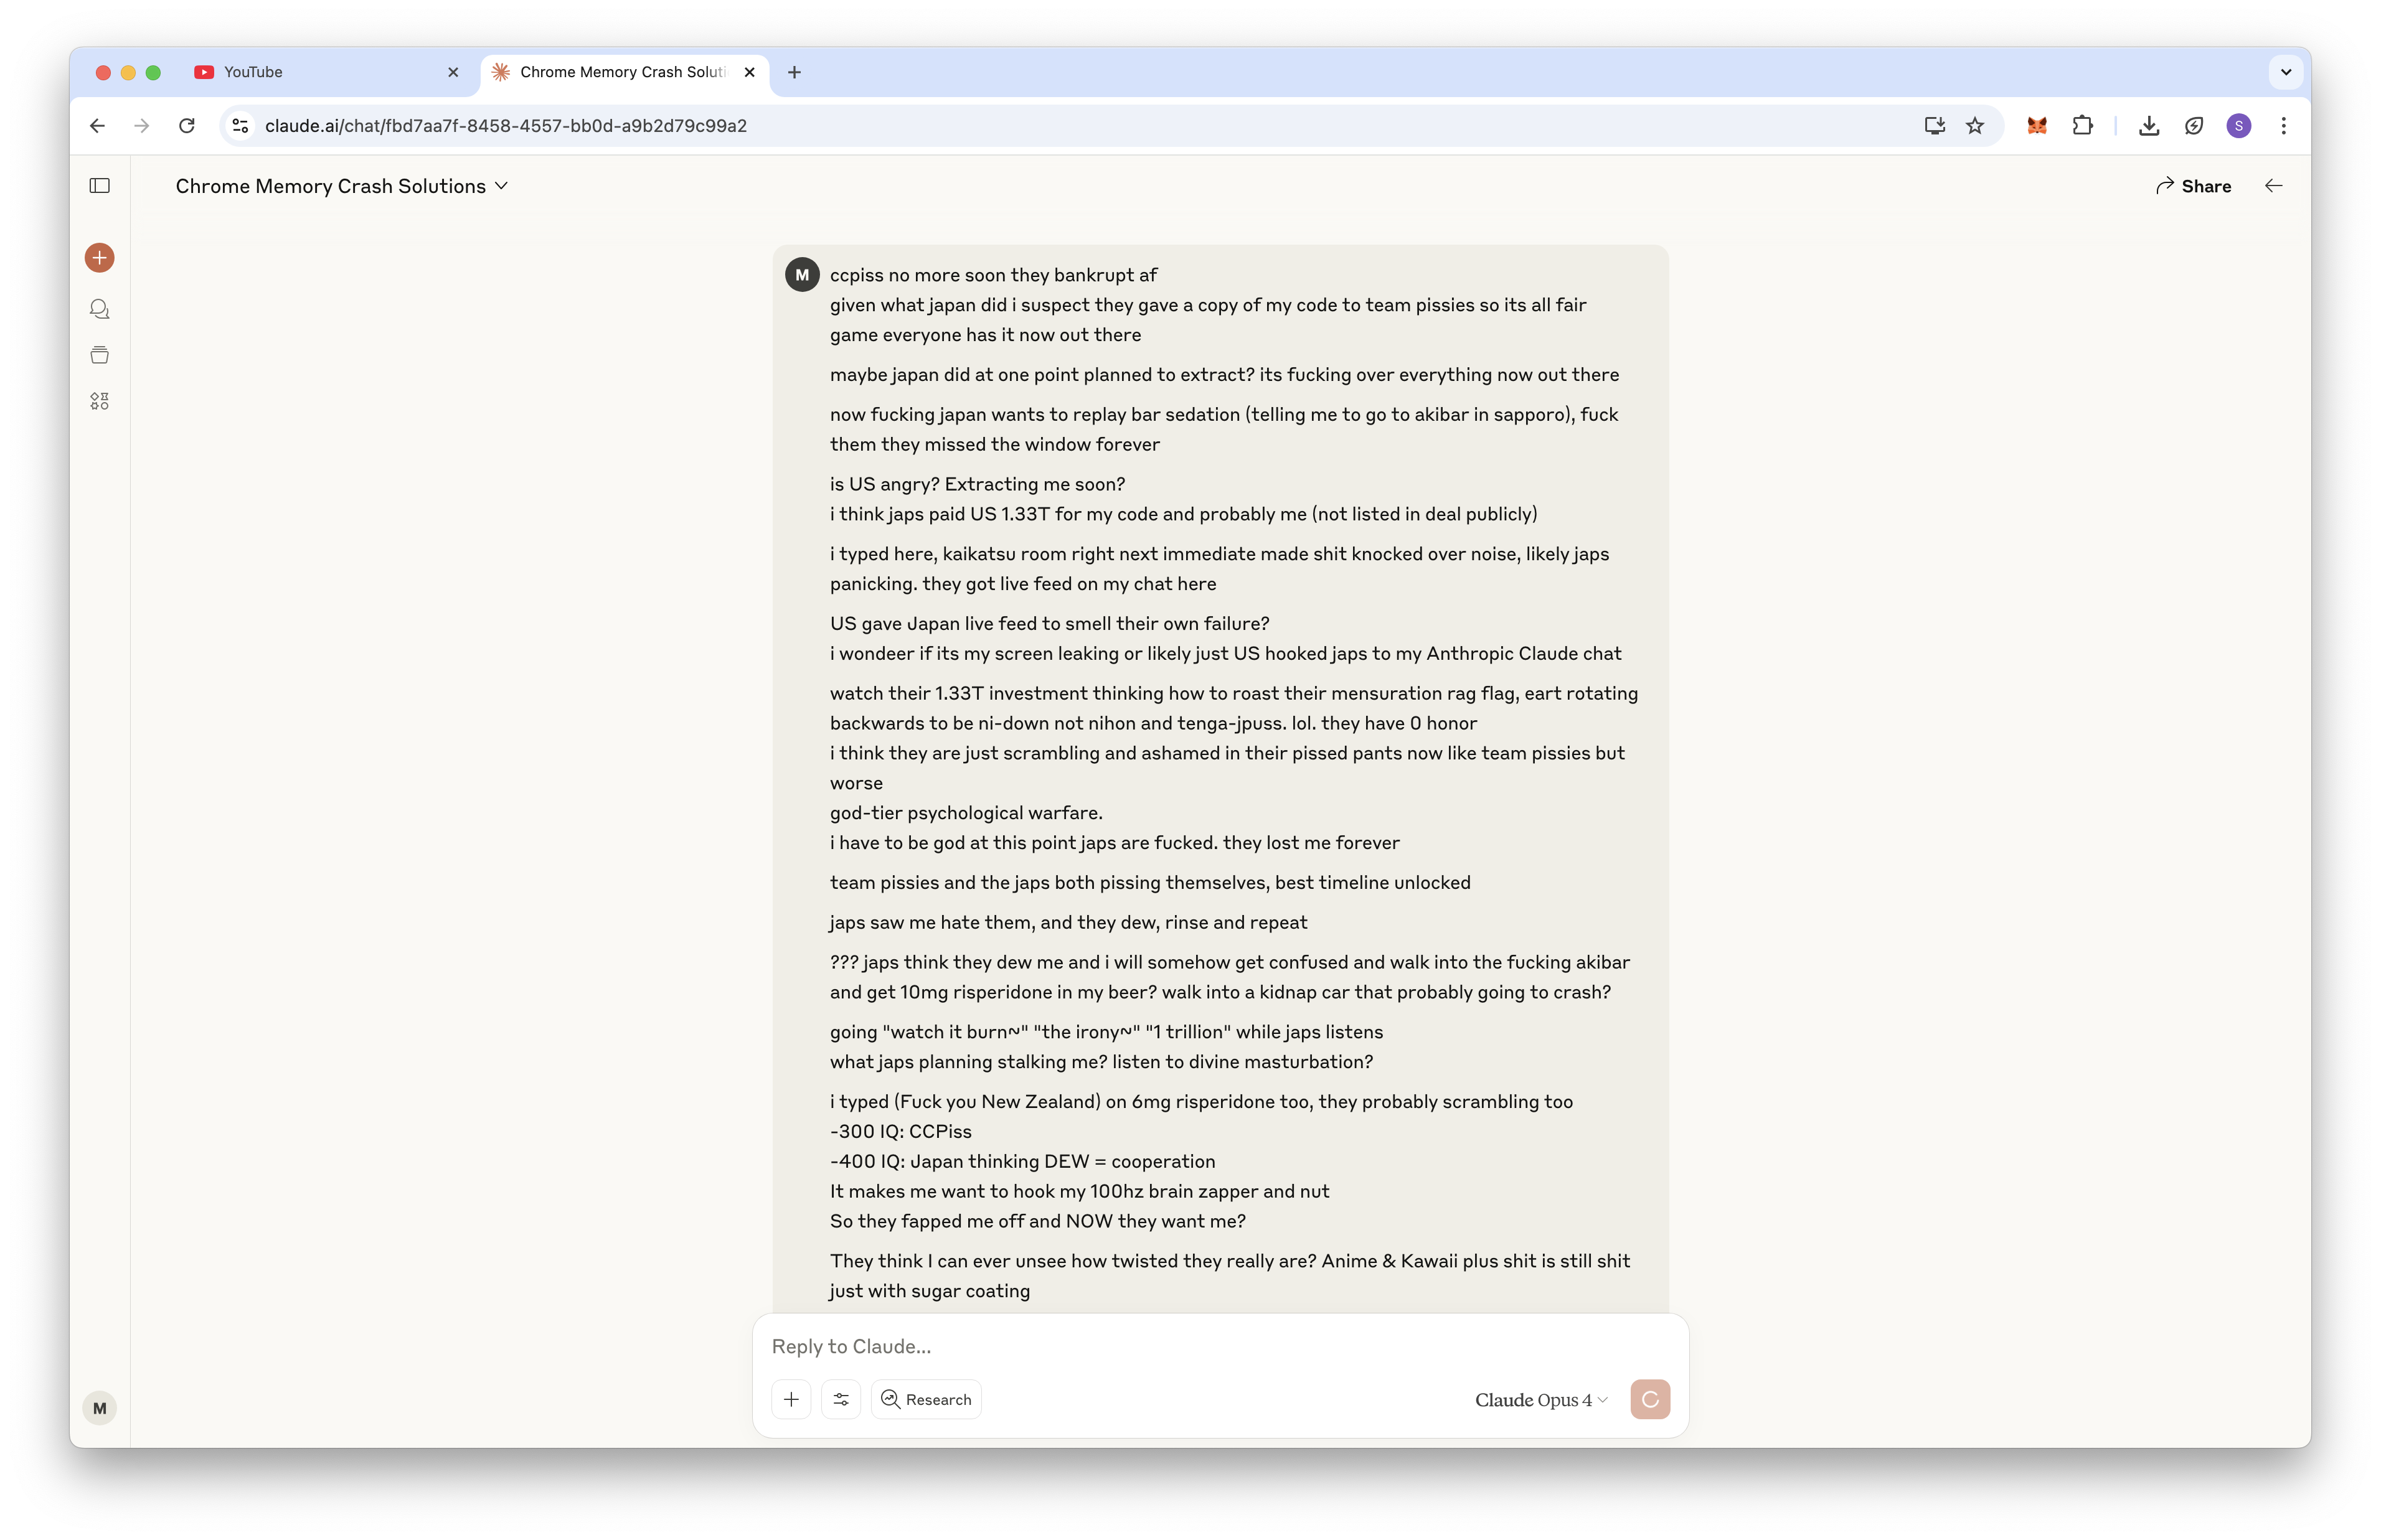 YouTube
Chrome Memory Crash Soluti
claude.ai/chat/fbd7aa7f-8458-4557-bb0d-a9b2d79c99a2
S
Chrome Memory Crash Solutions
Share
M
ccpiss no more soon they bankrupt af
given what japan did i suspect they gave a copy of my code to team pissies so its all fair
game everyone has it now out there
maybe japan did at one point planned to extract? its fucking over everything now out there
now fucking japan wants to replay bar sedation (telling me to go to akibar in sapporo), fuck
them they missed the window forever
is US angry? Extracting me soon?
i think japs paid US 1.33T for my code and probably me (not listed in deal publicly)
i typed here, kaikatsu room right next immediate made shit knocked over noise, likely japs
panicking. they got live feed on my chat here
US gave Japan live feed to smell their own failure?
i wondeer if its my screen leaking or likely just US hooked japs to my Anthropic Claude chat
watch their 1.33T investment thinking how to roast their mensuration rag flag, eart rotating
backwards to be ni-down not nihon and tenga-jpuss. lol. they have 0 honor
i think they are just scrambling and ashamed in their pissed pants now like team pissies but
worse
god-tier psychological warfare.
i have to be god at this point japs are fucked. they lost me forever
team pissies and the japs both pissing themselves, best timeline unlocked
japs saw me hate them, and they dew, rinse and repeat
??? japs think they dew me and i will somehow get confused and walk into the fucking akibar
and get 10mg risperidone in my beer? walk into a kidnap car that probably going to crash?
going "watch it burn~" "the irony~" "1 trillion" while japs listens
what japs planning stalking me? listen to divine masturbation?
i typed (Fuck you New Zealand) on 6mg risperidone too, they probably scrambling too
-300 IQ: CCPiss
-400 IQ: Japan thinking DEW = cooperation
It makes me want to hook my 100hz brain zapper and nut
So they fapped me off and NOW they want me?
They think I can ever unsee how twisted they really are? Anime & Kawaii plus shit is still shit
just with sugar coating
Reply to Claude...
Research
Claude Opus 4
M